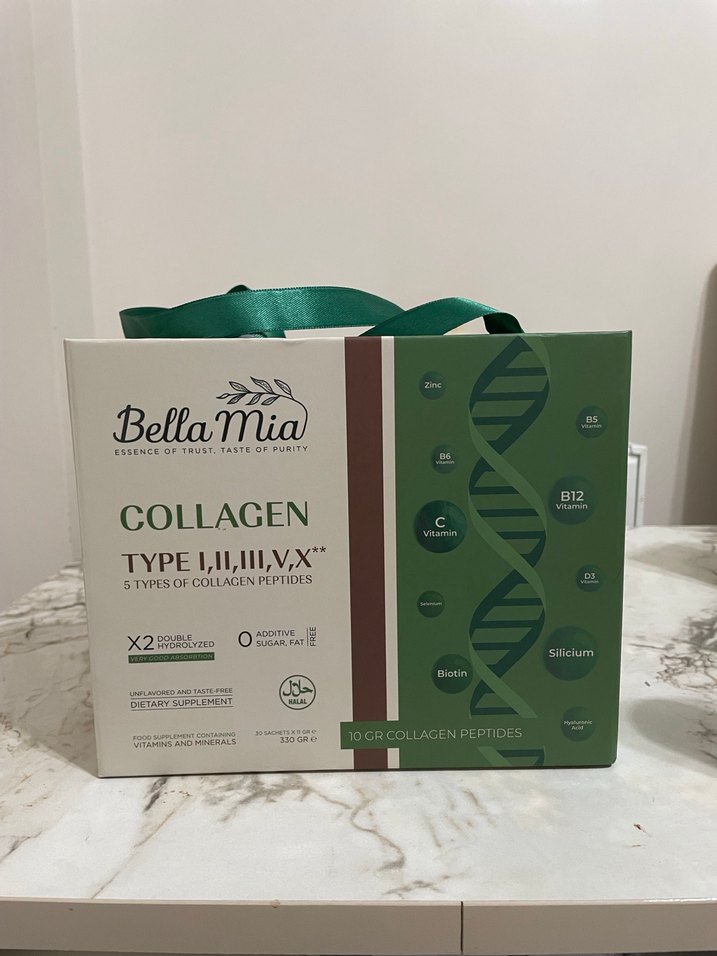 Bella Mia
ESSENCE OF TRUST, TASTE OF PURITY
COLLAGEN
TYPE I,II,III,V,X**
5 TYPES OF COLLAGEN PEPTIDES
X2 DOUBLE
HYDROLYZED
VERY GOOD ABSORBTION
0 ADDITIVE
SUGAR, FAT
FREE
UNFLAVORED AND TASTE-FREE
DIETARY SUPPLEMENT
حلال
HALAL
FOOD SUPPLEMENT CONTAINING
VITAMINS AND MINERALS
30 SACHETS X 11 GR e
330 GR e
Zinc
B5
Vitamin
B6
Vitamin
B12
Vitamin
C
Vitamin
D3
Vitamin
Selenium
Silicium
Biotin
Hyaluronic
Acid
10 GR COLLAGEN PEPTIDES